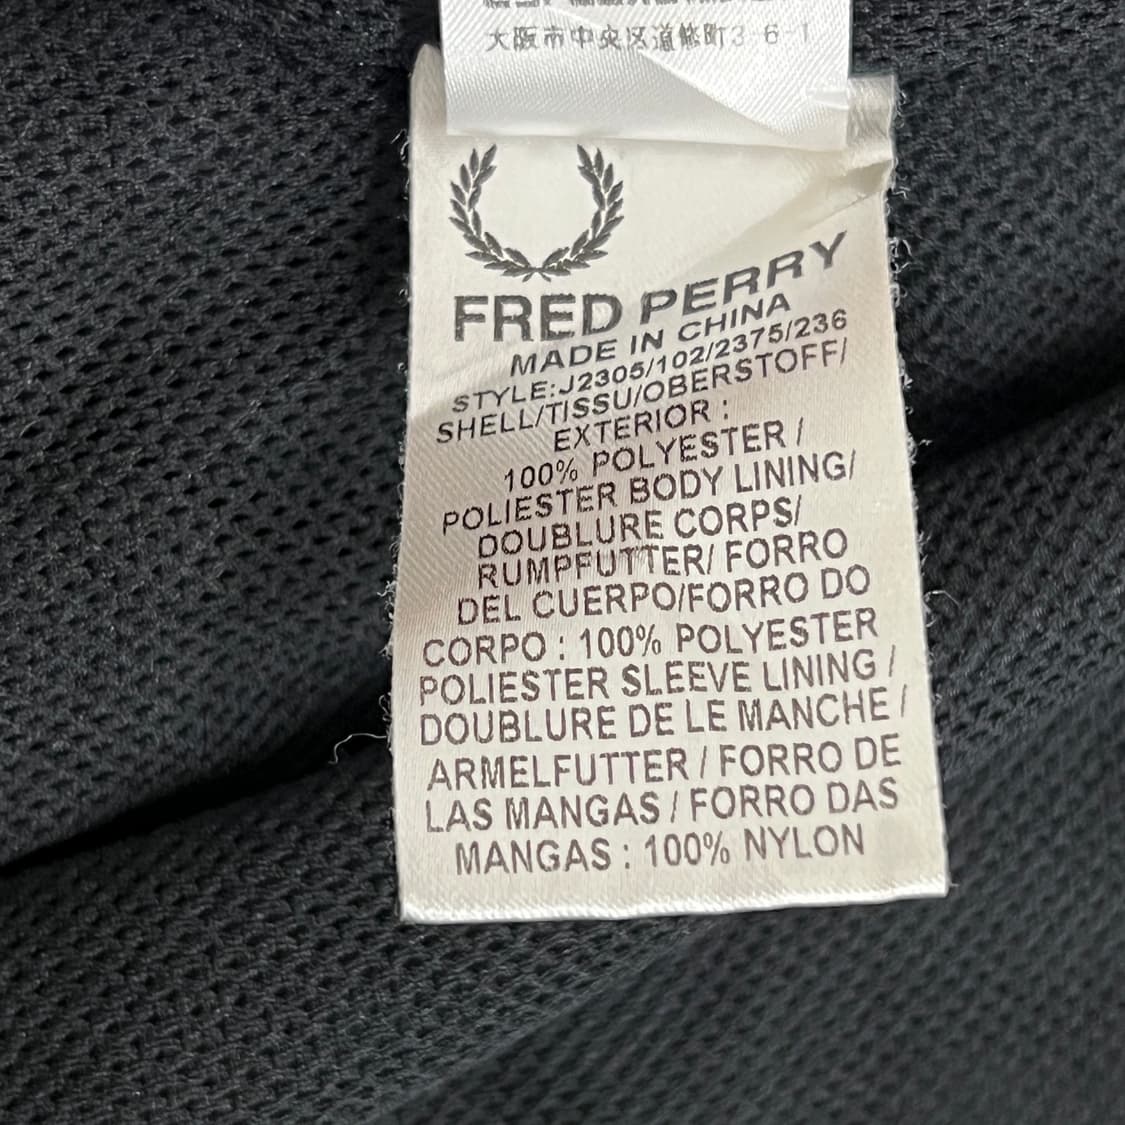 大阪市中央区道修町3-6-1
FRED PERRY
MADE IN CHINA
STYLE:J2305/102/2375/236
SHELL/TISSU/OBERSTOFF/
EXTERIOR :
100% POLYESTER /
POLIESTER BODY LINING/
DOUBLURE CORPS/
RUMPFUTTER/ FORRO
DEL CUERPO/FORRO DO
CORPO : 100% POLYESTER
POLIESTER SLEEVE LINING /
DOUBLURE DE LE MANCHE /
ARMELFUTTER / FORRO DE
LAS MANGAS / FORRO DAS
MANGAS : 100% NYLON